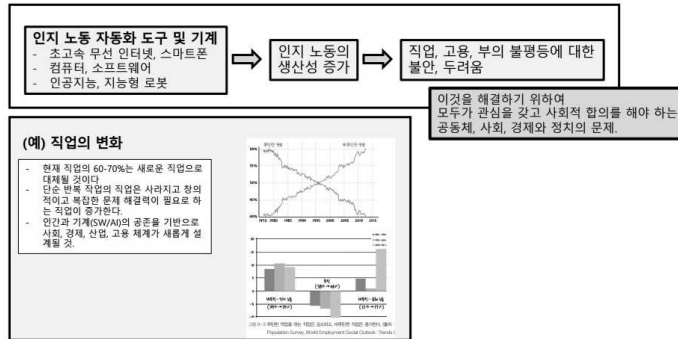 인지 노동 자동화 도구 및 기계
- 초고속 무선 인터넷, 스마트폰
- 컴퓨터, 소프트웨어
- 인공지능, 지능형 로봇
인지 노동의
생산성 증가
직업, 고용, 부의 불평등에 대한
불안, 두려움
이것을 해결하기 위하여
모두가 관심을 갖고 사회적 합의를 해야 하는
공동체, 사회, 경제와 정치의 문제.
(예) 직업의 변화
- 현재 직업의 60-70%는 새로운 직업으로
대체될 것이다
- 단순 반복 작업의 직업은 사라지고 창의
적이고 복잡한 문제 해결력이 필요로 하
는 직업이 증가한다.
- 인간과 기계(SW/AI)의 공존을 기반으로
사회, 경제, 산업, 고용 체계가 새롭게 설
계될 것.
60%
40%
Population Survey, World Employment Social Outlook : Trends